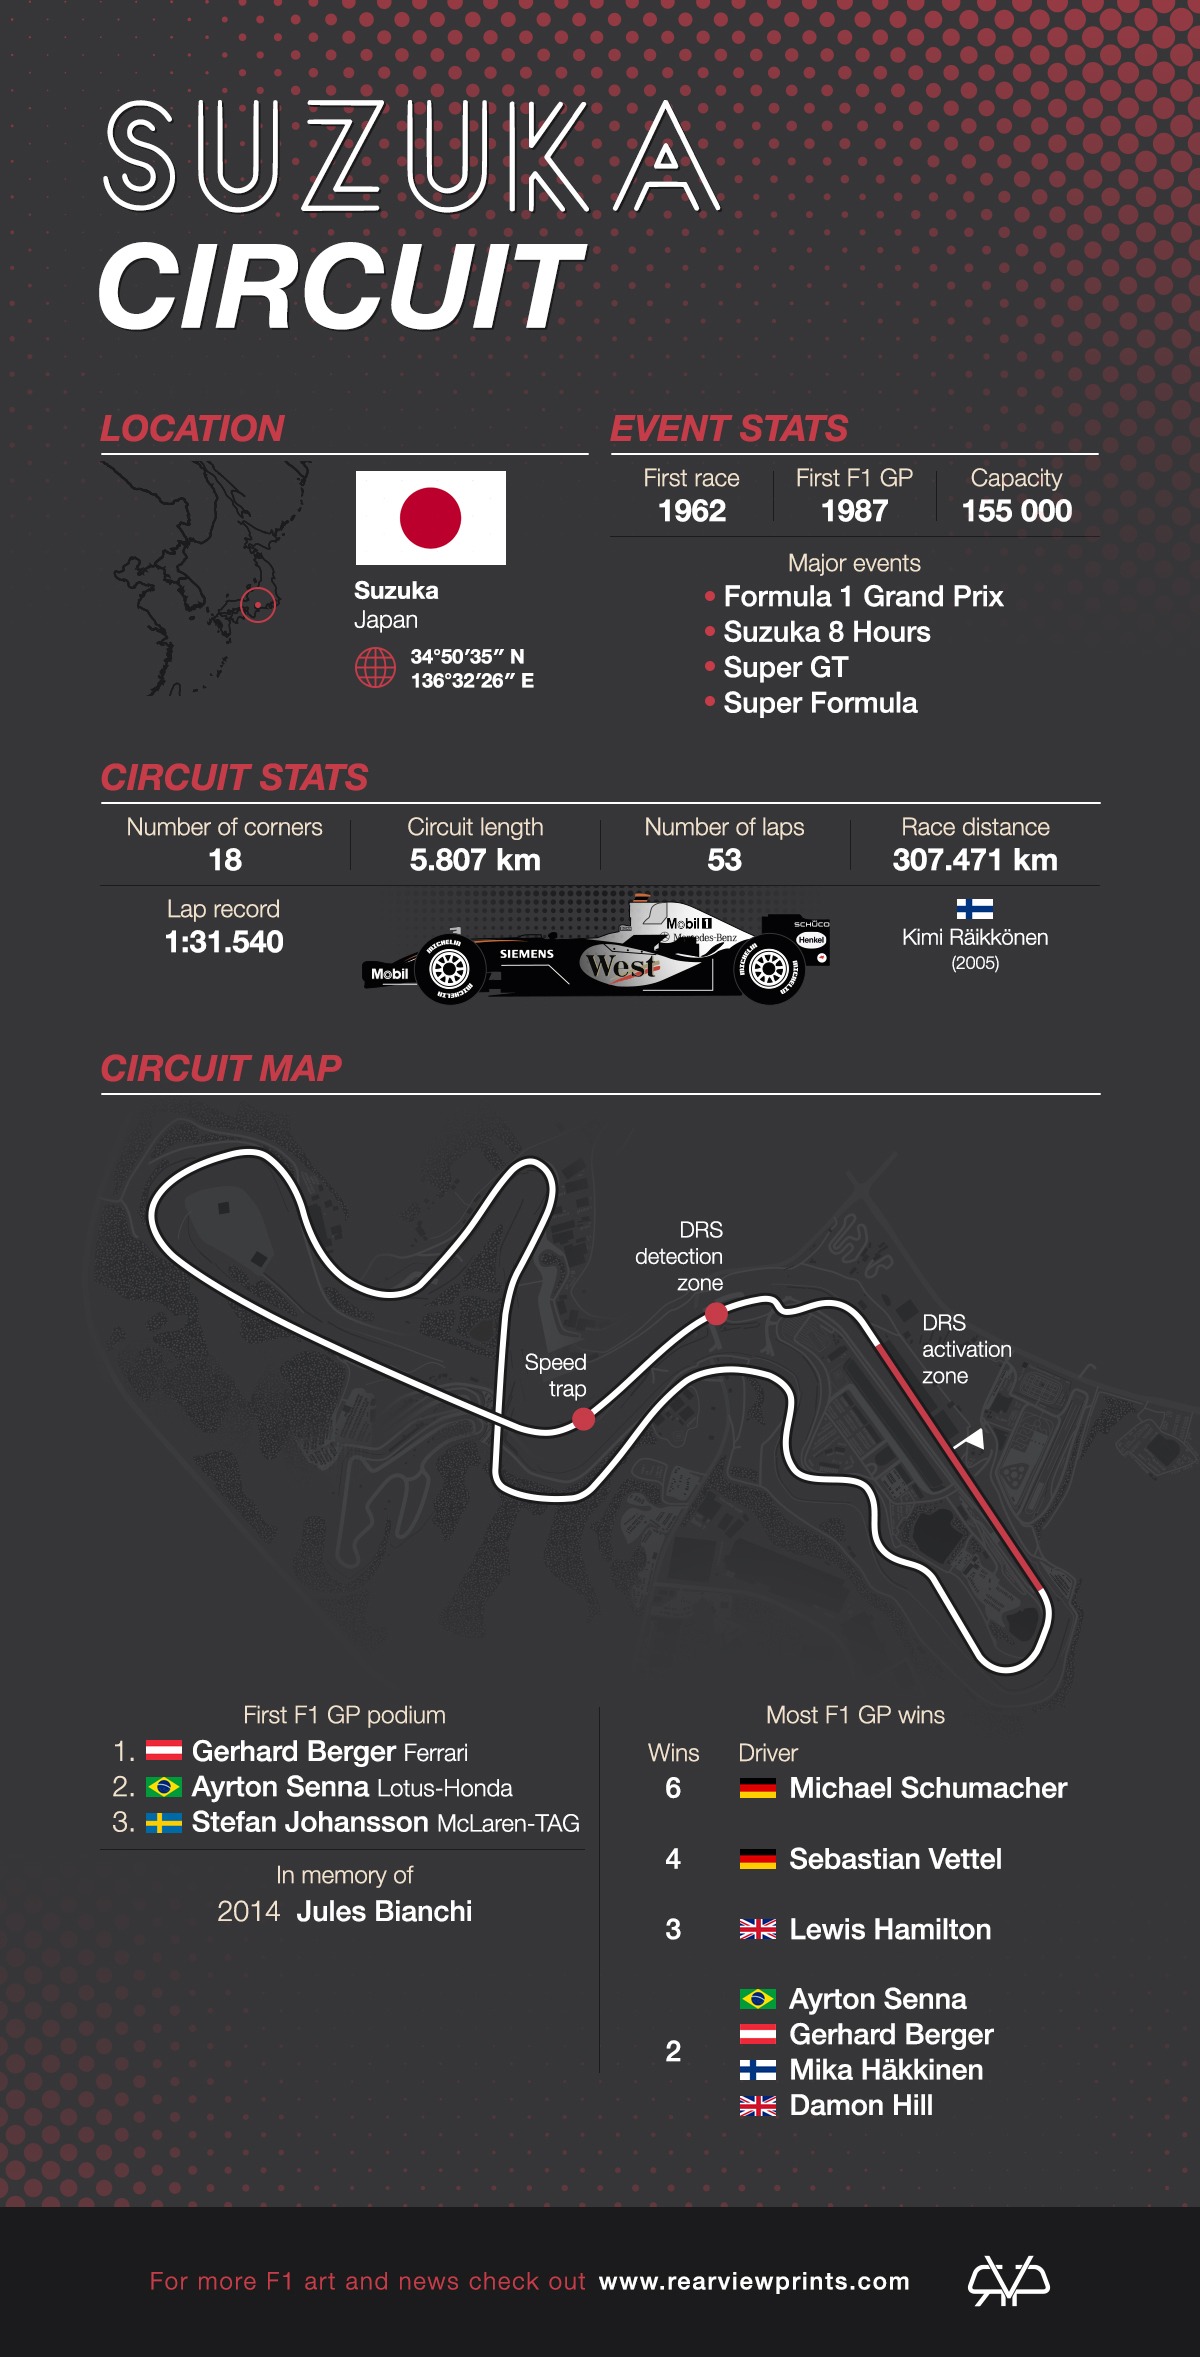 SUZUKA
CIRCUIT
LOCATION
Suzuka
Japan
34°50′35″ N
136°32′26″ E
EVENT STATS
First race
1962
First F1 GP
1987
Capacity
155 000
Major events
• Formula 1 Grand Prix
• Suzuka 8 Hours
• Super GT
• Super Formula
CIRCUIT STATS
Number of corners
18
Circuit length
5.807 km
Number of laps
53
Race distance
307.471 km
Lap record
1:31.540
Mobil
MICHELIN
MICHELIN
SIEMENS
West
Mobil 1
Mercedes-Benz
MICHELIN
MICHELIN
SCHÜCO
Henkel
Kimi Räikkönen
(2005)
CIRCUIT MAP
DRS
detection
zone
DRS
activation
zone
Speed
trap
First F1 GP podium
1. Gerhard Berger Ferrari
2. Ayrton Senna Lotus-Honda
3. Stefan Johansson McLaren-TAG
In memory of
2014 Jules Bianchi
Most F1 GP wins
Wins Driver
6 Michael Schumacher
4 Sebastian Vettel
3 Lewis Hamilton
2
Ayrton Senna
Gerhard Berger
Mika Häkkinen
Damon Hill
For more F1 art and news check out www.rearviewprints.com